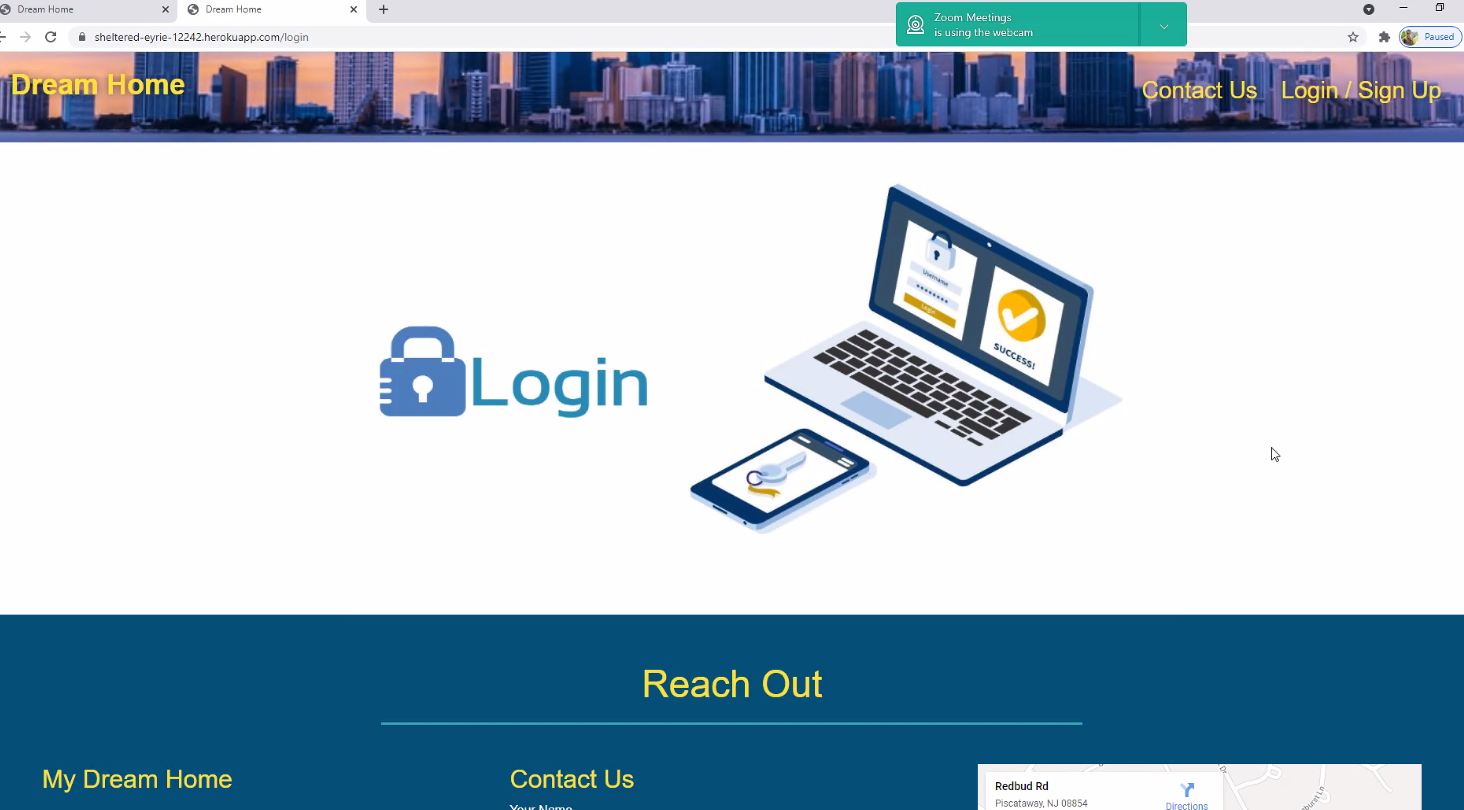 Dream Home
Dream Home
Zoom Meetings
is using the webcam
sheltered-eyrie-12242.herokuapp.com/login
Paused
Dream Home
Contact Us
Login / Sign Up
Username
Login
SUCCESS!
Login
Reach Out
My Dream Home
Contact Us
Your Name
Redbud Rd
Piscataway, NJ 08854
Directions